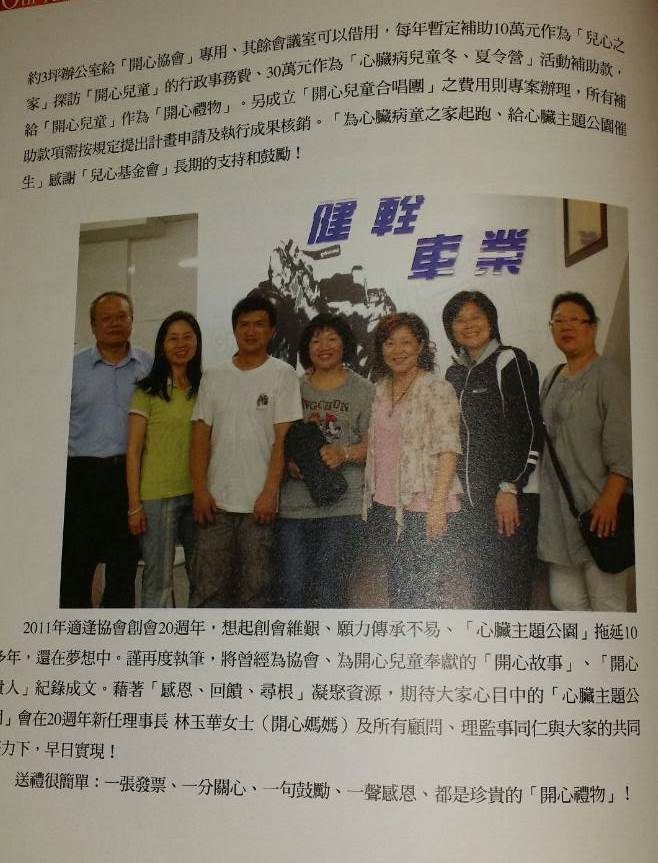 約3坪辦公室給「開心協會」專用、其餘會議室可以借用，每年暫定補助10萬元作為「兒心之
家」探訪「開心兒童」的行政事務費、30萬元作為「心臟病兒童冬、夏令營」活動補助款，
給「開心兒童」作為「開心禮物」。另成立「開心兒童合唱團」之費用則專案辦理，所有補
助款項需按規定提出計畫申請及執行成果核銷。「為心臟病童之家起跑、給心臟主題公園催
生」感謝「兒心基金會」長期的支持和鼓勵！
健幹
車業
2011年適逢協會創會20週年，想起創會維艱、願力傳承不易、「心臟主題公園」拖延10
多年，還在夢想中。謹再度執筆，將曾經為協會、為開心兒童奉獻的「開心故事」、「開心
貴人」紀錄成文。藉著「感恩、回饋、尋根」凝聚資源，期待大家心目中的「心臟主題公
園」會在20週年新任理事長 林玉華女士（開心媽媽）及所有顧問、理監事同仁與大家的共同
努力下，早日實現！
送禮很簡單：一張發票、一分關心、一句鼓勵、一聲感恩、都是珍貴的「開心禮物」！